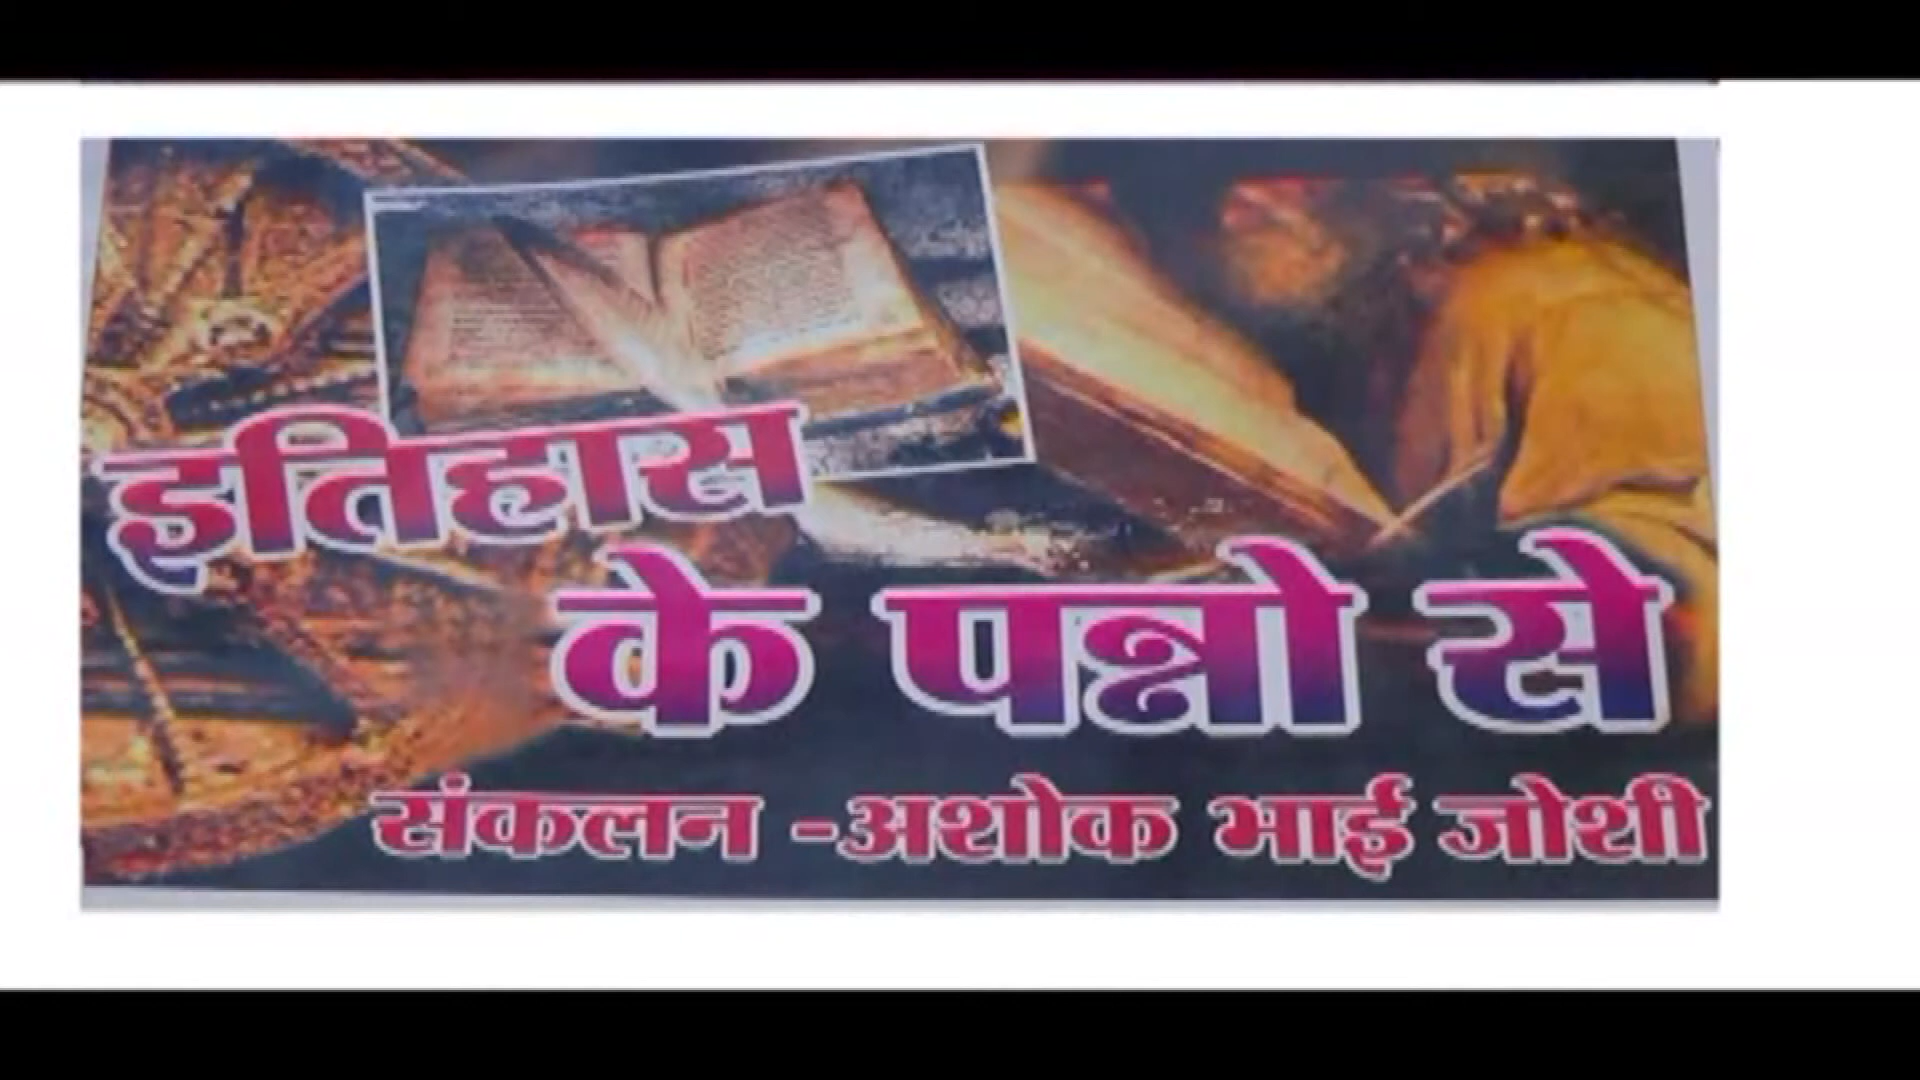 इतिहास
के पन्नो से
संकलन -अशोक भाई जोशी